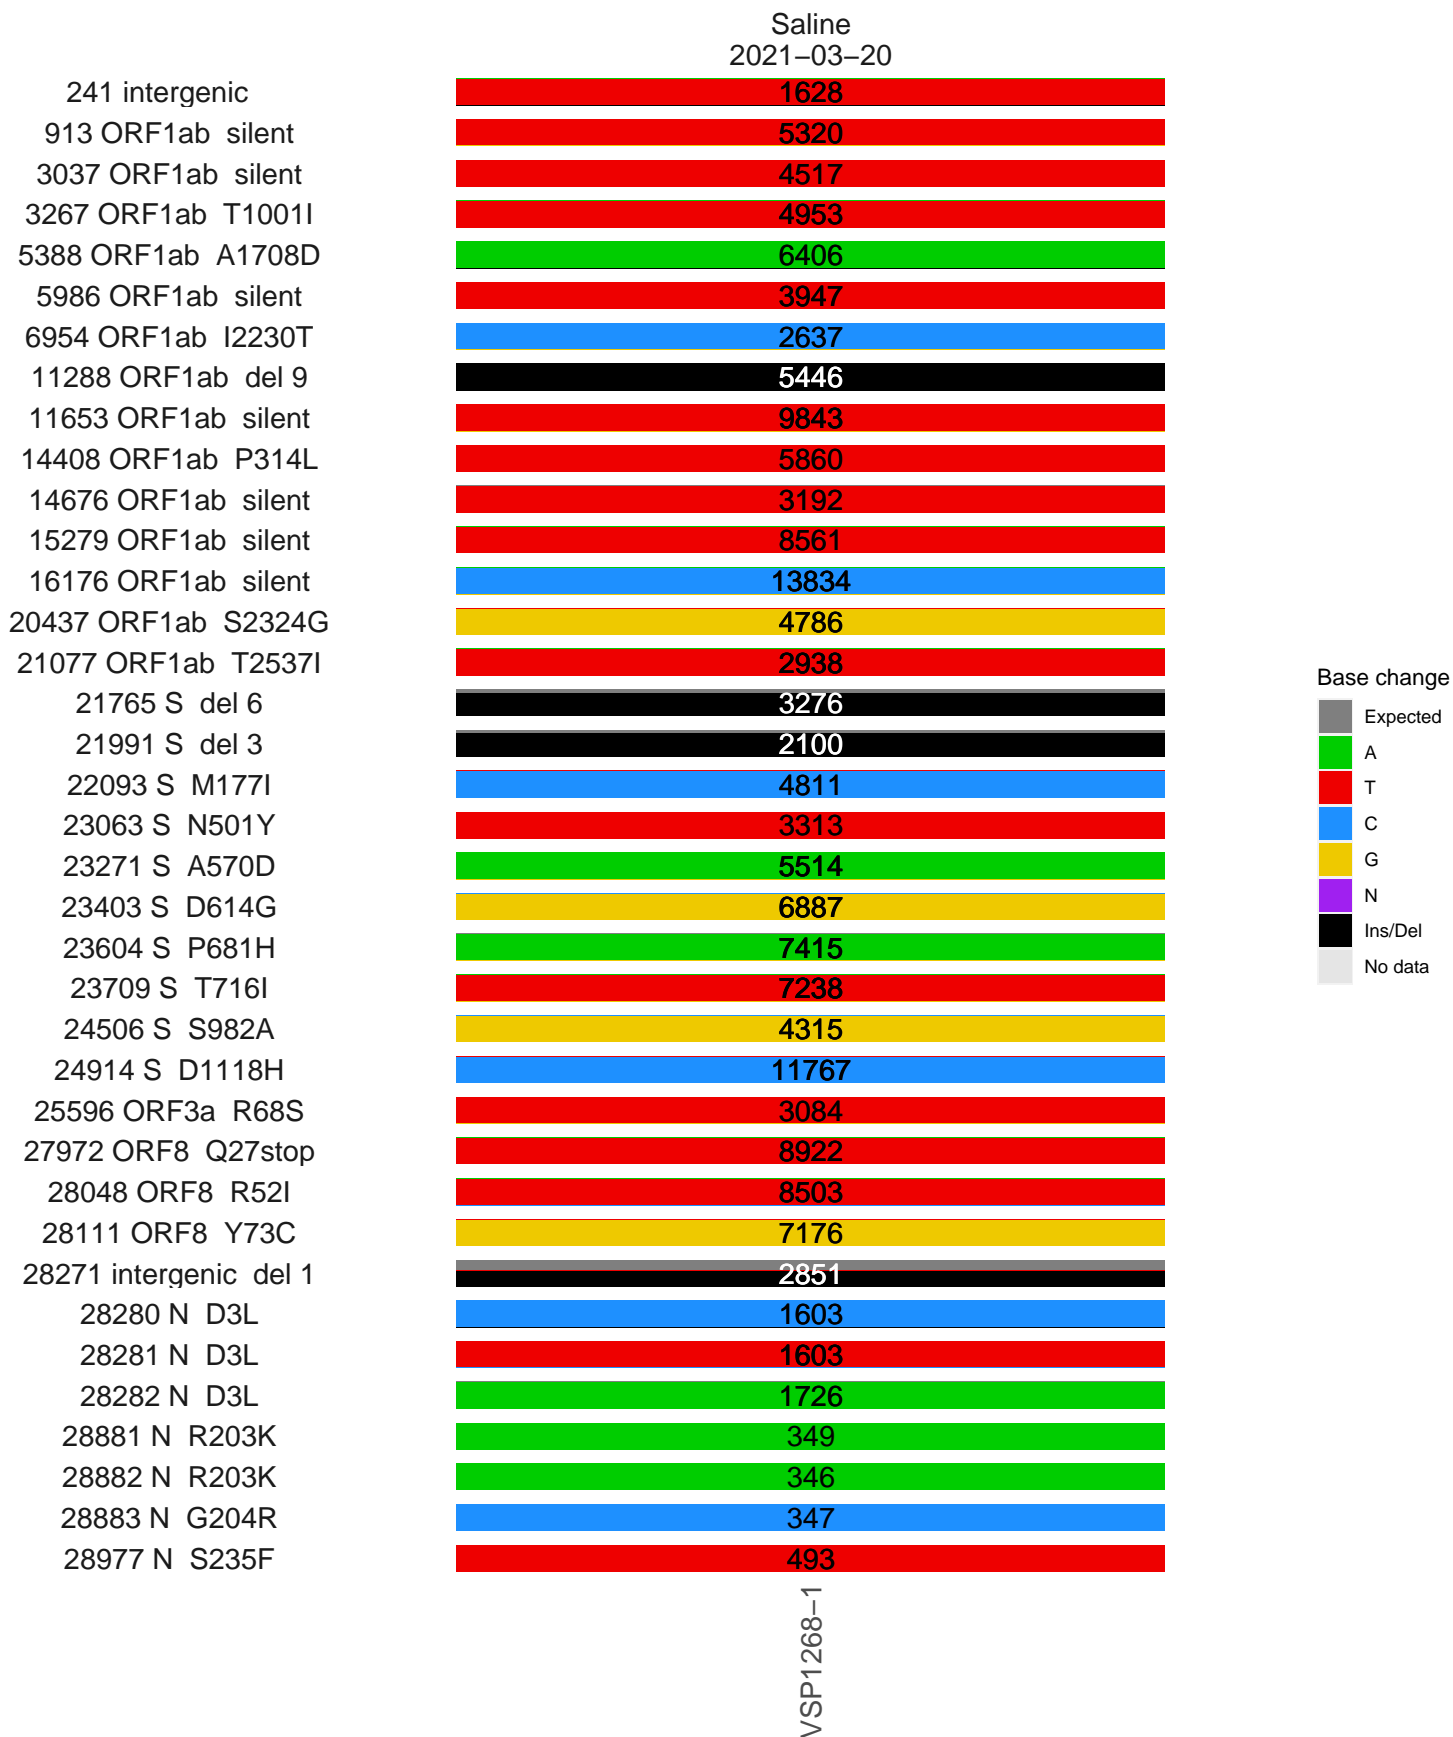 Saline
2021−03−20
241 intergenic 1628
913 ORF1ab silent 5320
3037 ORF1ab silent 4517
3267 ORF1ab T1001I 4953
5388 ORF1ab A1708D 6406
5986 ORF1ab silent 3947
6954 ORF1ab I2230T 2637
11288 ORF1ab del 9 5446
11653 ORF1ab silent 9843
14408 ORF1ab P314L 5860
14676 ORF1ab silent 3192
15279 ORF1ab silent 8561
16176 ORF1ab silent 13834
20437 ORF1ab S2324G 4786
21077 ORF1ab T2537I 2938
21765 S del 6 3276
21991 S del 3 2100
22093 S M177I 4811
23063 S N501Y 3313
23271 S A570D 5514
23403 S D614G 6887
23604 S P681H 7415
23709 S T716I 7238
24506 S S982A 4315
24914 S D1118H 11767
25596 ORF3a R68S 3084
27972 ORF8 Q27stop 8922
28048 ORF8 R52I 8503
28111 ORF8 Y73C 7176
28271 intergenic del 1 2851
28280 N D3L 1603
28281 N D3L 1603
28282 N D3L 1726
28881 N R203K 349
28882 N R203K 346
28883 N G204R 347
28977 N S235F 493
VSP1268−1
Base change
Expected
A
T
C
G
N
Ins/Del
No data